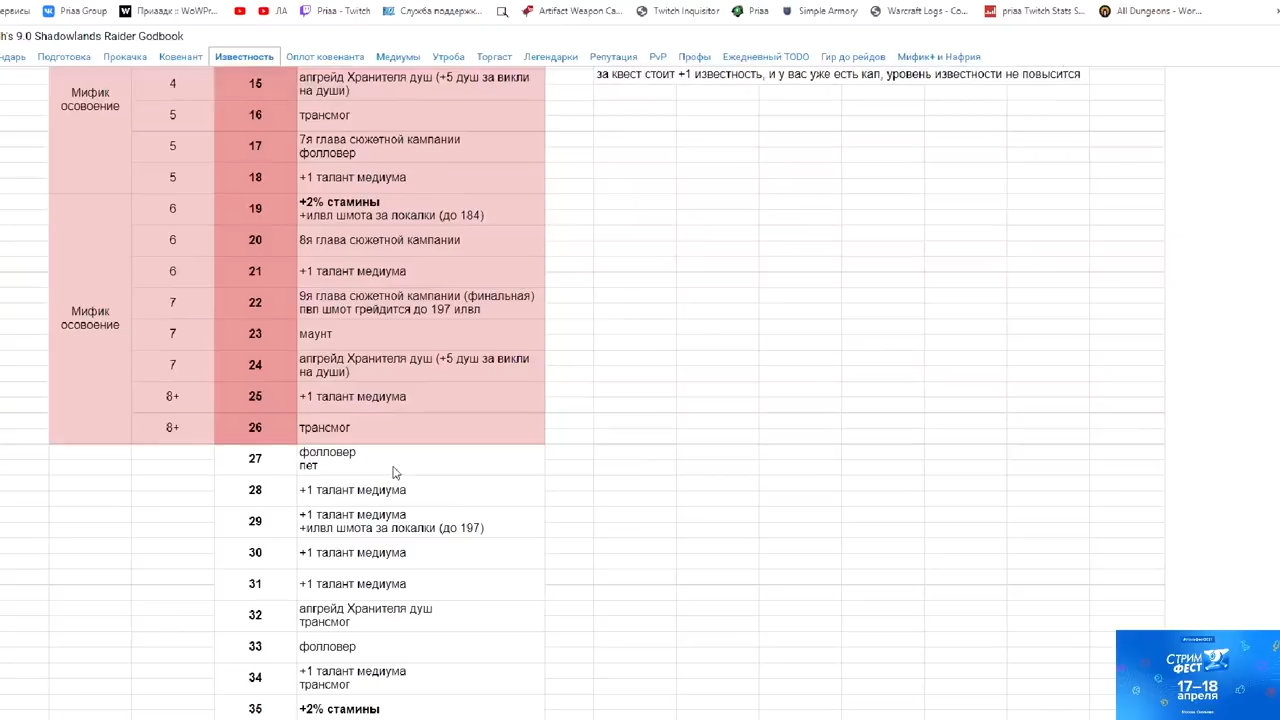 ервисы Priaa Group Приаадк :: WoWPr... ЛА Priaa - Twitch Служба поддержк... Artifact Weapon Ca... Twitch Inquisitor Priaa Simple Armory Warcraft Logs - Co... priaa Twitch Stats S... All Dungeons - Wor...
h's 9.0 Shadowlands Raider Godbook
ндарь Подготовка Прокачка Ковенант Известность Оплот ковенанта Медиумы Утроба Торгаст Легендарки Репутация PvP Профы Ежедневный TODO Гир до рейдов Мифик+ и Нафрия
за квест стоит +1 известность, и у вас уже есть кап, уровень известности не повысится
Мифик
осовоение
4 15 апгрейд Хранителя душ (+5 душ за викли
на души)
5 16 трансмог
5 17 7я глава сюжетной кампании
фолловер
5 18 +1 талант медиума
Мифик
осовоение
6 19 +2% стамины
+илвл шмота за локалки (до 184)
6 20 8я глава сюжетной кампании
6 21 +1 талант медиума
7 22 9я глава сюжетной кампании (финальная)
пвп шмот грейдится до 197 илвл
7 23 маунт
7 24 апгрейд Хранителя душ (+5 душ за викли
на души)
8+ 25 +1 талант медиума
8+ 26 трансмог
27 фолловер
пет
28 +1 талант медиума
29 +1 талант медиума
+илвл шмота за локалки (до 197)
30 +1 талант медиума
31 +1 талант медиума
32 апгрейд Хранителя душ
трансмог
33 фолловер
34 +1 талант медиума
трансмог
35 +2% стамины
СТРИМ
ФЕСТ
17–18
апреля